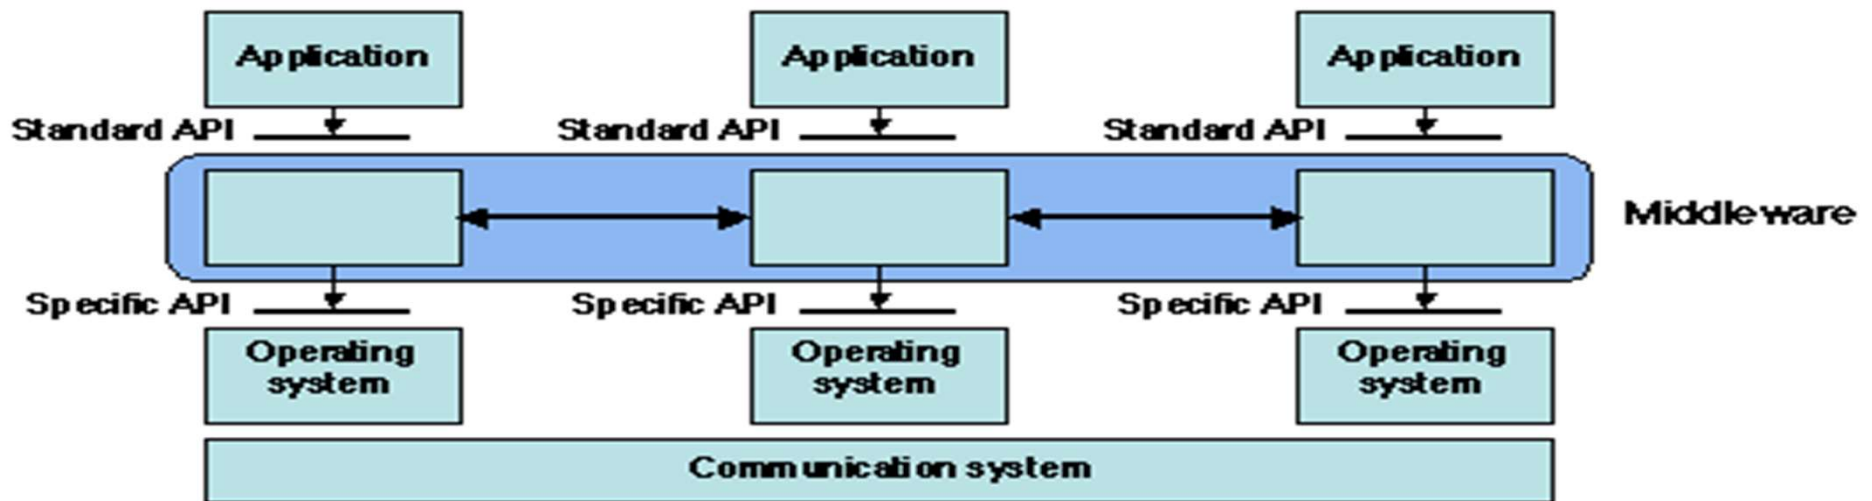 Application Application Application
Standard API Standard API Standard API
Middleware
Specific API Specific API Specific API
Operating system Operating system Operating system
Communication system